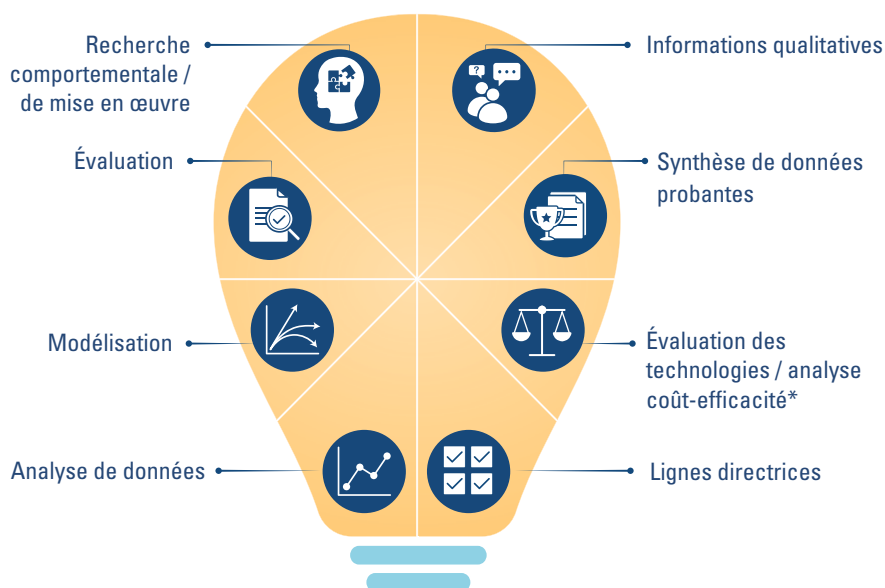 Recherche
comportementale /
de mise en œuvre
Informations qualitatives
Évaluation
Synthèse de données
probantes
Modélisation
Évaluation des
technologies / analyse
coût-efficacité*
Analyse de données
Lignes directrices